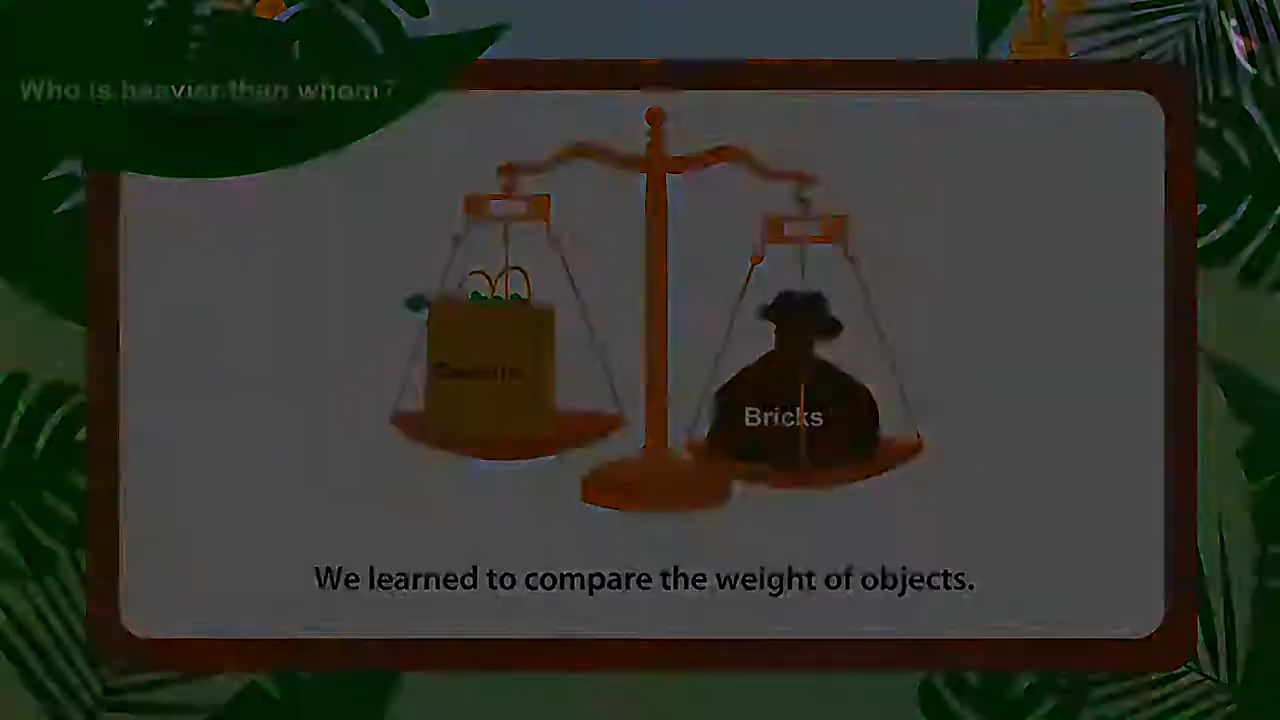 Who is heavier than whom?
Bricks
We learned to compare the weight of objects.